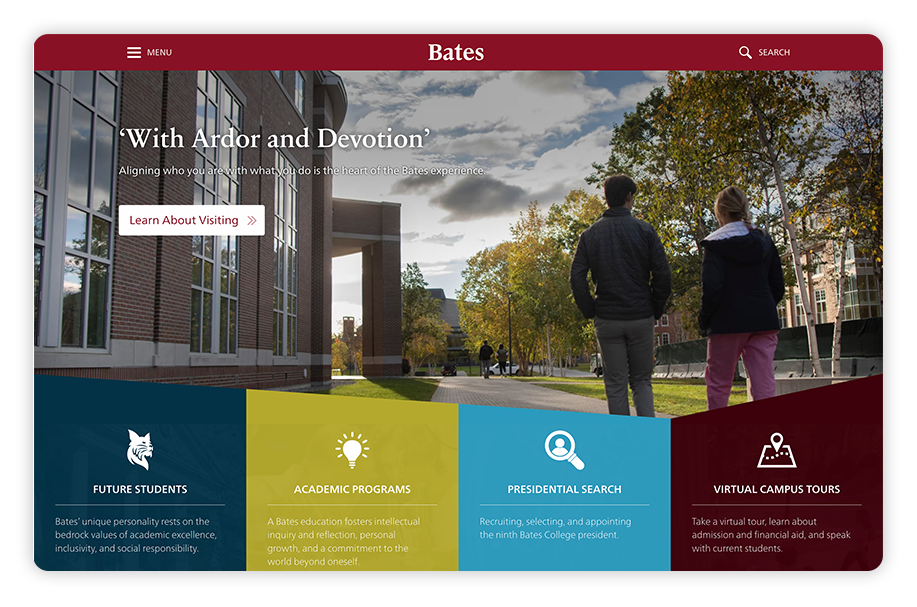 MENU
Bates
SEARCH
‘With Ardor and Devotion’
Aligning who you are with what you do is the heart of the Bates experience.
Learn About Visiting
FUTURE STUDENTS
Bates’ unique personality rests on the
bedrock values of academic excellence,
inclusivity, and social responsibility.
ACADEMIC PROGRAMS
A Bates education fosters intellectual
inquiry and reflection, personal
growth, and a commitment to the
world beyond oneself.
PRESIDENTIAL SEARCH
Recruiting, selecting, and appointing
the ninth Bates College president.
VIRTUAL CAMPUS TOURS
Take a virtual tour, learn about
admission and financial aid, and speak
with current students.